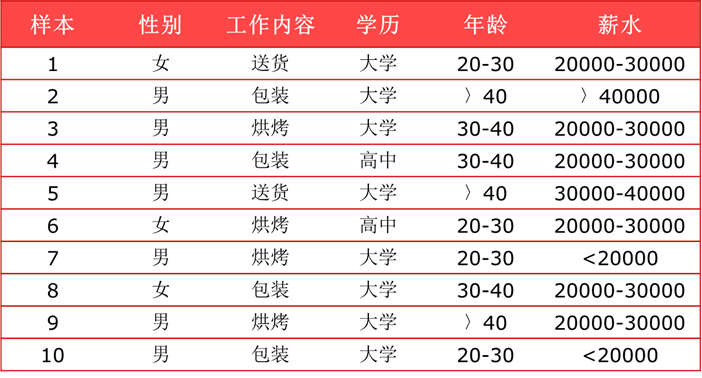 样本 性别 工作内容 学历 年龄 薪水
1 女 送货 大学 20-30 20000-30000
2 男 包装 大学 〉40 〉40000
3 男 烘烤 大学 30-40 20000-30000
4 男 包装 高中 30-40 20000-30000
5 男 送货 大学 〉40 30000-40000
6 女 烘烤 高中 20-30 20000-30000
7 男 烘烤 大学 20-30 <20000
8 女 包装 大学 30-40 20000-30000
9 男 烘烤 大学 〉40 20000-30000
10 男 包装 大学 20-30 <20000